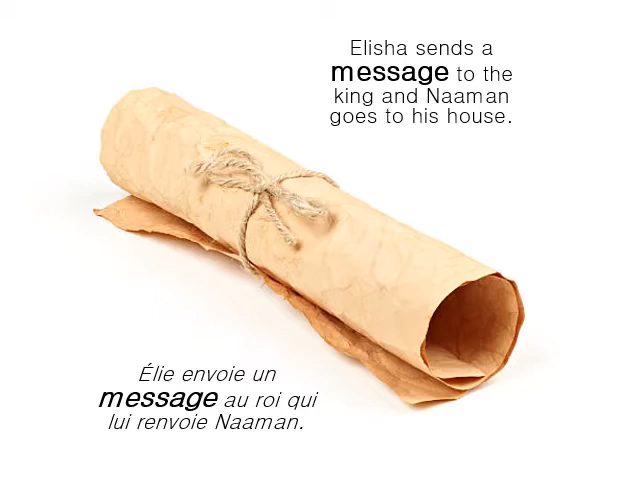 Elisha sends a
message to the
king and Naaman
goes to his house.
Élie envoie un
message au roi qui
lui renvoie Naaman.